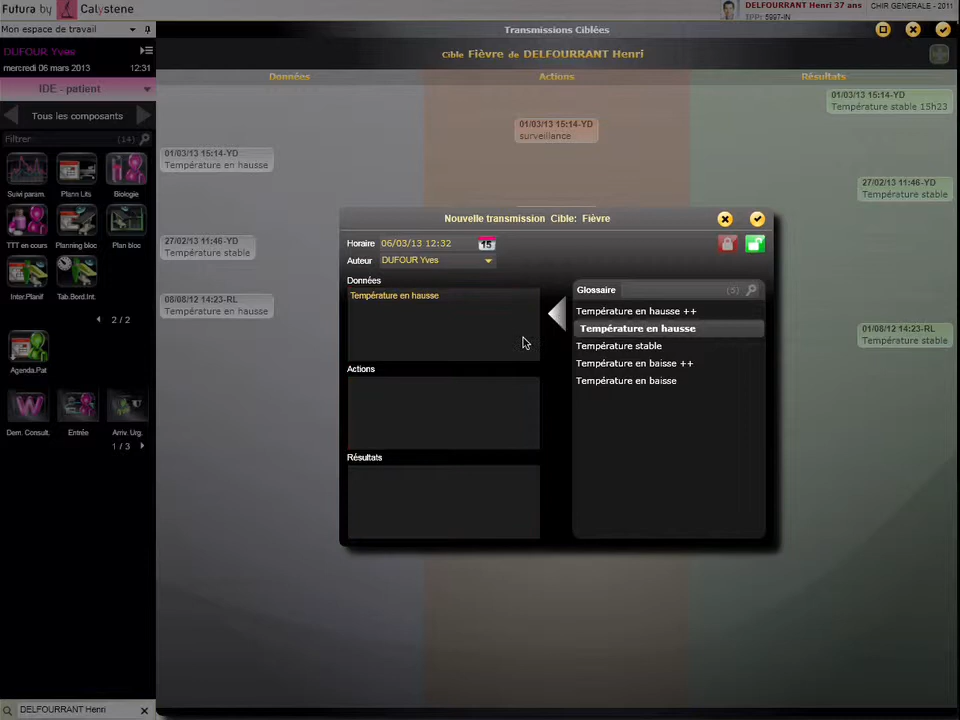 Futura by Calystene
DELFOURRANT Henri 37 ans
CHIR GENERALE - 2011
Mon espace de travail
Transmissions Ciblées
DUFOUR Yves
mercredi 06 mars 2013 12:31
IDE - patient
Tous les composants
Filtrer (14)
Suivi param. Plann Lits Biologie
TTT en cours Planning bloc Plan bloc
Inter.Planif Tab.Bord.Int.
2 / 2
Agenda.Pat
Dem. Consult. Entrée Arriv. Urg.
1 / 3
DELFOURRANT Henri
Cible Fièvre de DELFOURRANT Henri
Données Actions Résultats
01/03/13 15:14-YD
Température stable 15h23
01/03/13 15:14-YD
surveillance
01/03/13 15:14-YD
Température en hausse
27/02/13 11:46-YD
Température stable
27/02/13 11:46-YD
Température stable
08/08/12 14:23-RL
Température en hausse
01/08/12 14:23-RL
Température stable
Nouvelle transmission Cible: Fièvre
Horaire 06/03/13 12:32 15
Auteur DUFOUR Yves
Données
Température en hausse
Actions
Résultats
Glossaire (5)
Température en hausse ++
Température en hausse
Température stable
Température en baisse ++
Température en baisse